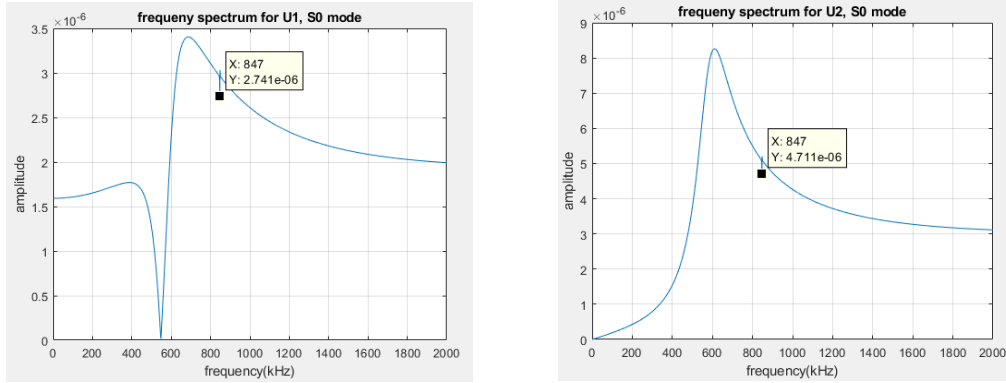 frequeny spectrum for U1, S0 mode
×10⁻⁶
3.5
3
2.5
2
1.5
1
0.5
0
amplitude
X: 847
Y: 2.741e-06
0 200 400 600 800 1000 1200 1400 1600 1800 2000
frequency(kHz)
frequeny spectrum for U2, S0 mode
×10⁻⁶
9
8
7
6
5
4
3
2
1
0
amplitude
X: 847
Y: 4.711e-06
0 200 400 600 800 1000 1200 1400 1600 1800 2000
frequency(kHz)